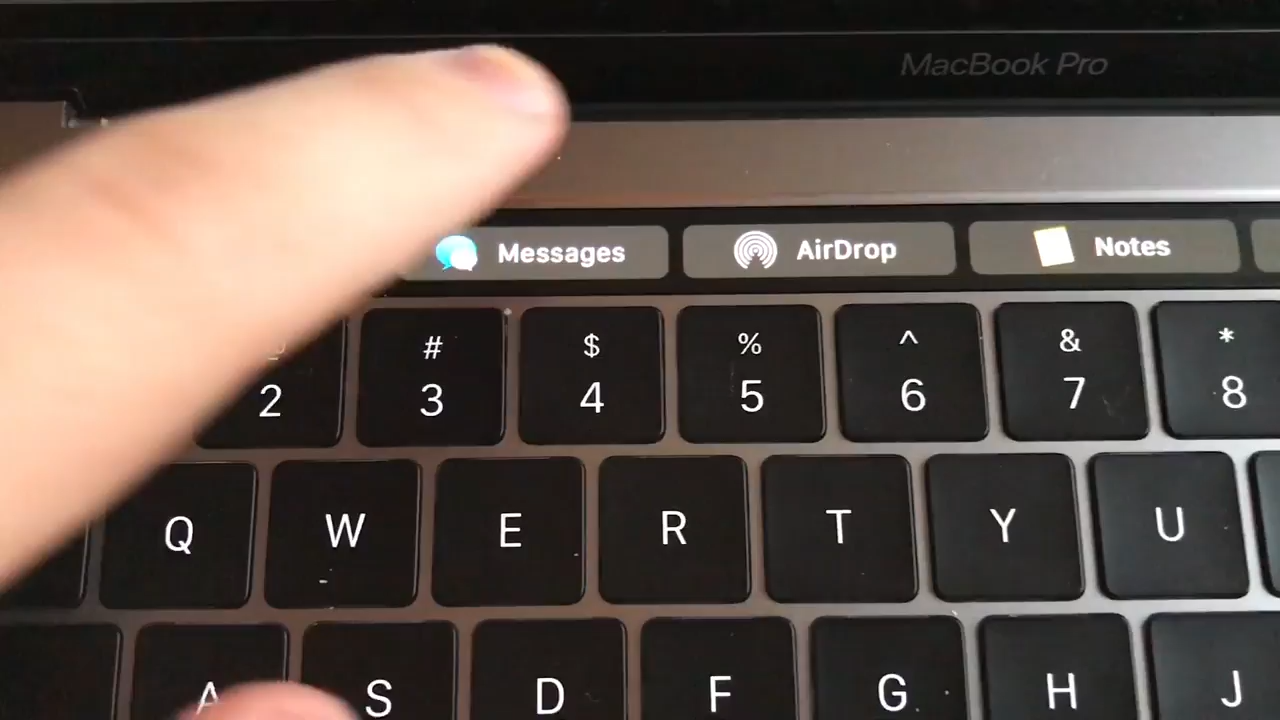 MacBook Pro
Messages AirDrop Notes
# $ % ^ & *
2 3 4 5 6 7 8
Q W E R T Y U
A S D F G H J